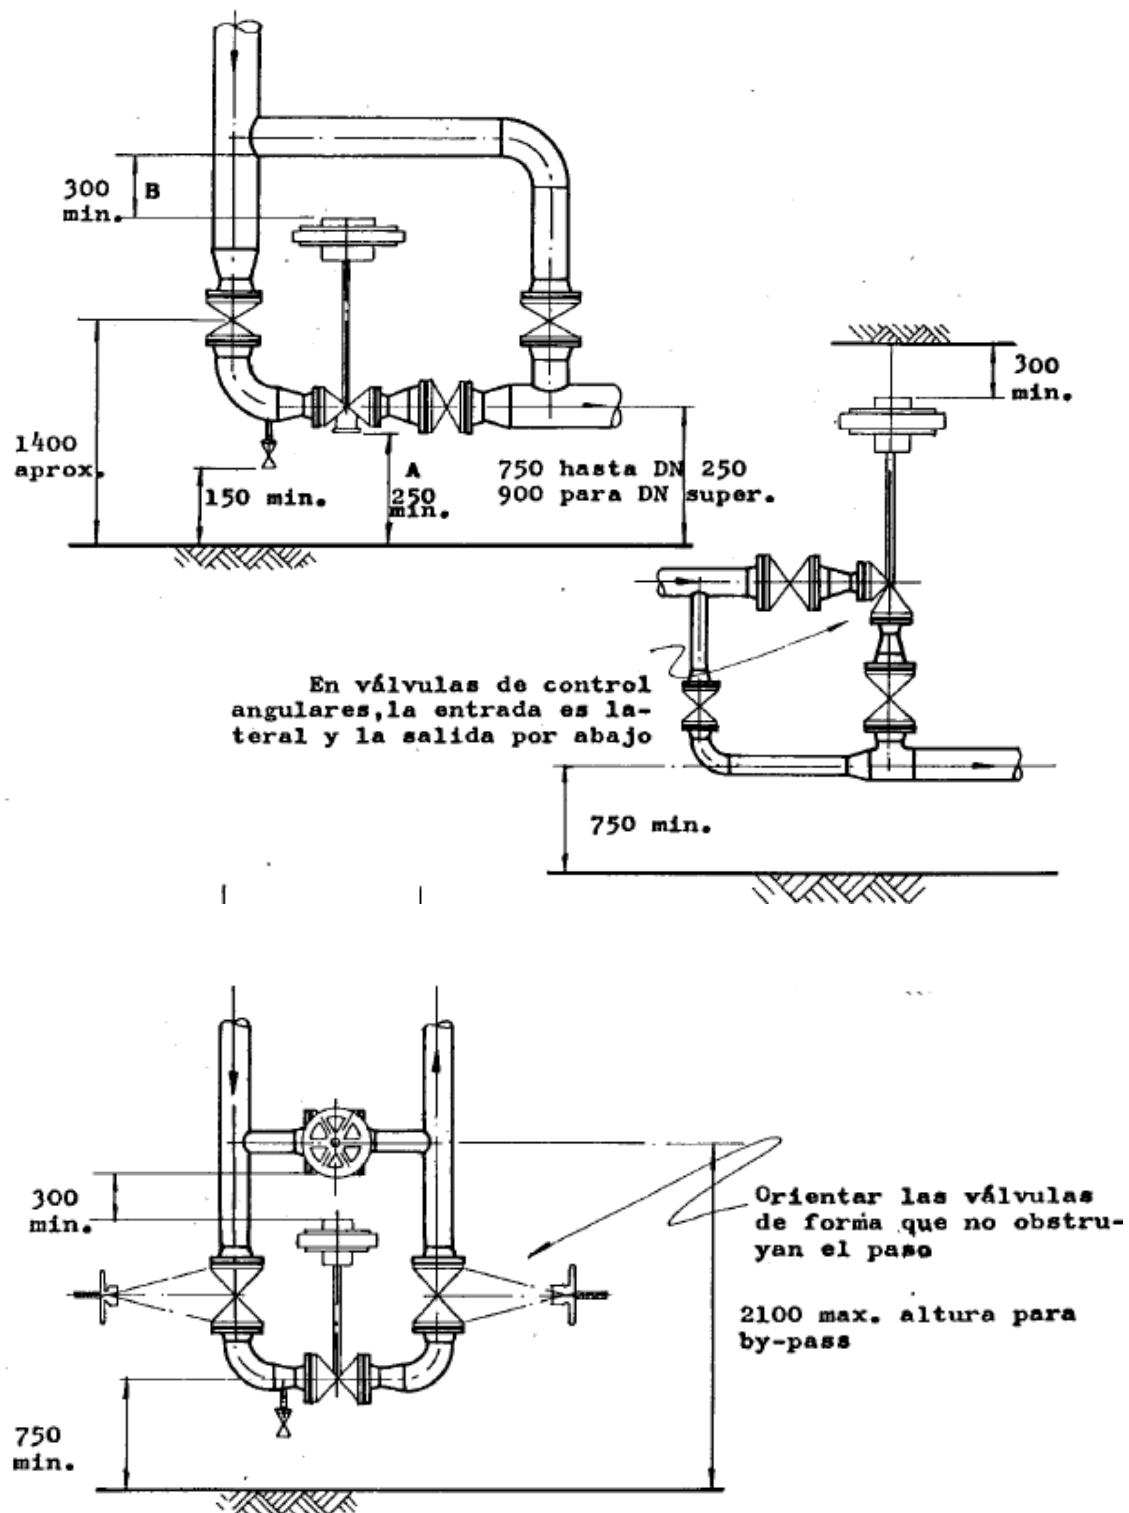 300
min.
B
300
min.
1400
aprox.
150 min.
A
250
min.
750 hasta DN 250
900 para DN super.
En válvulas de control
angulares,la entrada es la-
teral y la salida por abajo
750 min.
300
min.
Orientar las válvulas
de forma que no obstru-
yan el paso
2100 max. altura para
by-pass
750
min.